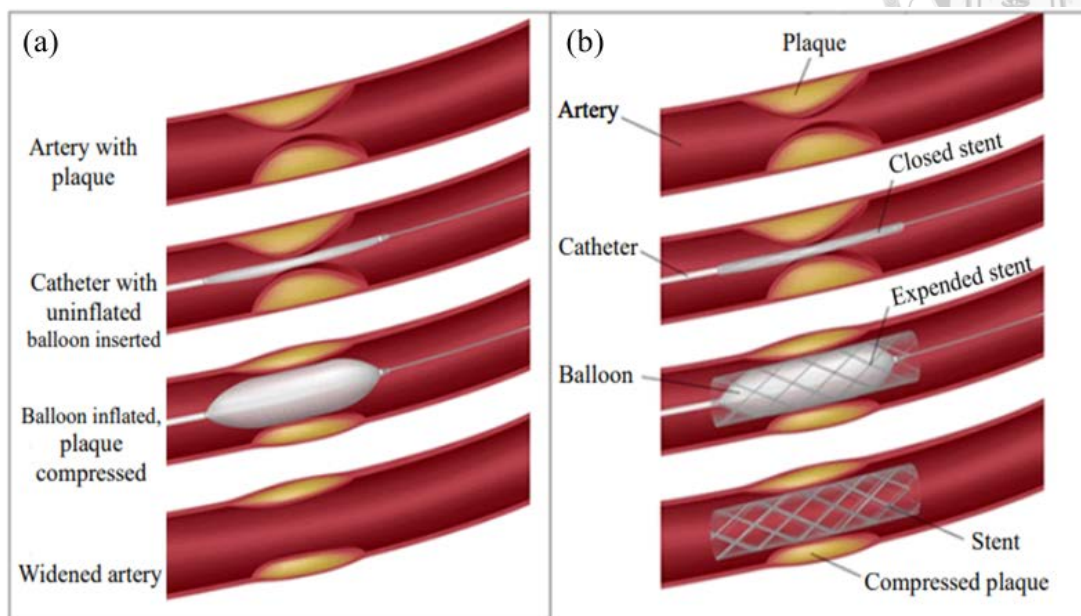 (a)
Artery with
plaque
Catheter with
uninflated
balloon inserted
Balloon inflated,
plaque
compressed
Widened artery
(b)
Plaque
Artery
Closed stent
Catheter
Expended stent
Balloon
Stent
Compressed plaque